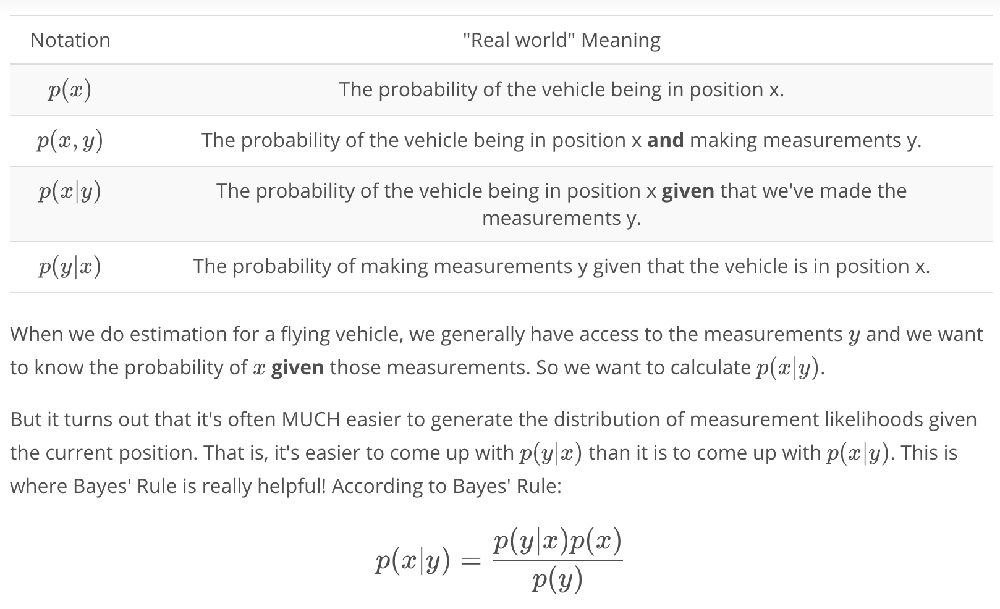 Notation "Real world" Meaning
p(x) The probability of the vehicle being in position x.
p(x, y) The probability of the vehicle being in position x and making measurements y.
p(x|y) The probability of the vehicle being in position x given that we've made the
measurements y.
p(y|x) The probability of making measurements y given that the vehicle is in position x.
When we do estimation for a flying vehicle, we generally have access to the measurements y and we want
to know the probability of x given those measurements. So we want to calculate p(x|y).
But it turns out that it's often MUCH easier to generate the distribution of measurement likelihoods given
the current position. That is, it's easier to come up with p(y|x) than it is to come up with p(x|y). This is
where Bayes' Rule is really helpful! According to Bayes' Rule:
p(x|y) = p(y|x)p(x)
p(y)